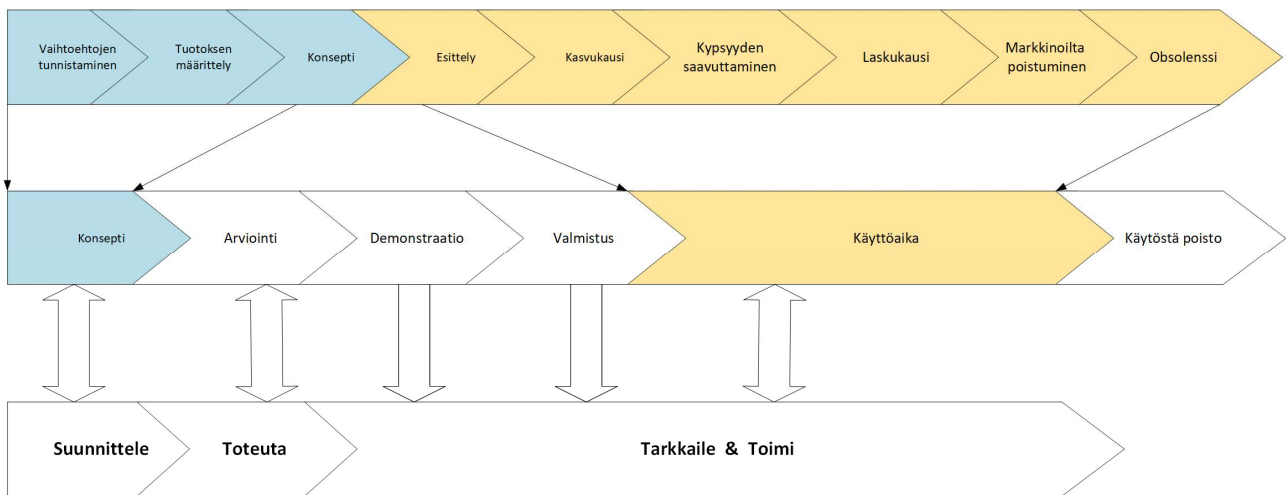 Vaihtoehtojen
tunnistaminen
Tuotoksen
määrittely
Konsepti
Esittely
Kasvukausi
Kypsyyden
saavuttaminen
Laskukausi
Markkinoilta
poistuminen
Obsolenssi
Konsepti
Arviointi
Demonstraatio
Valmistus
Käyttöaika
Käytöstä poisto
Suunnittele
Toteuta
Tarkkaile & Toimi